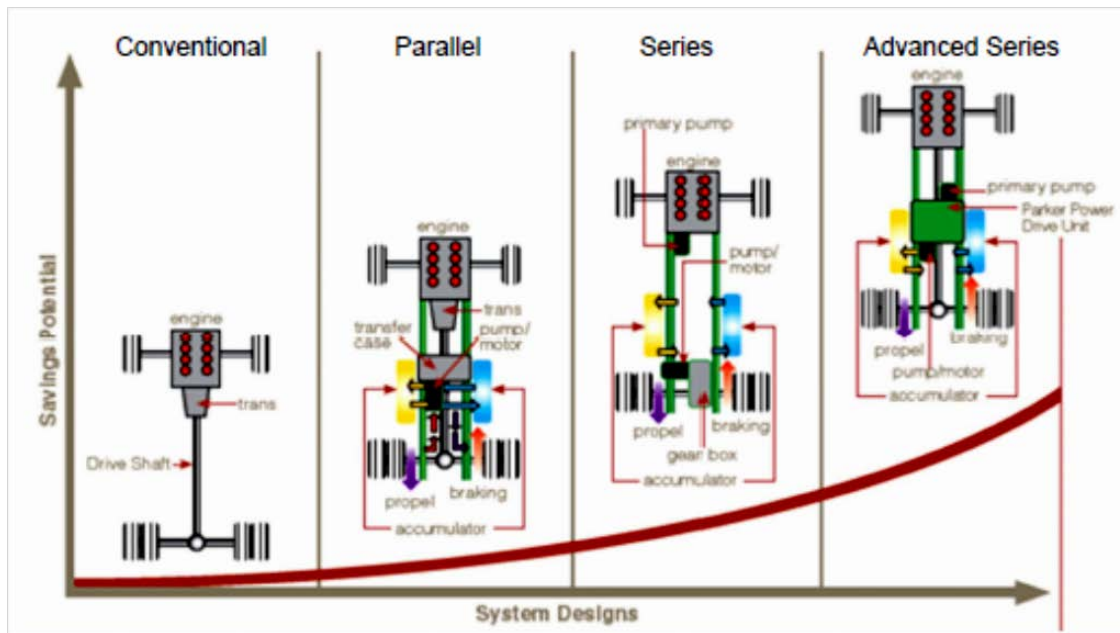 Conventional
Parallel
Series
Advanced Series
Savings Potential
engine
trans
Drive Shaft
engine
trans
transfer
case
pump/
motor
propel
braking
accumulator
primary pump
engine
pump/
motor
propel
braking
gear box
accumulator
engine
primary pump
Parker Power
Drive Unit
propel
braking
pump/motor
accumulator
System Designs